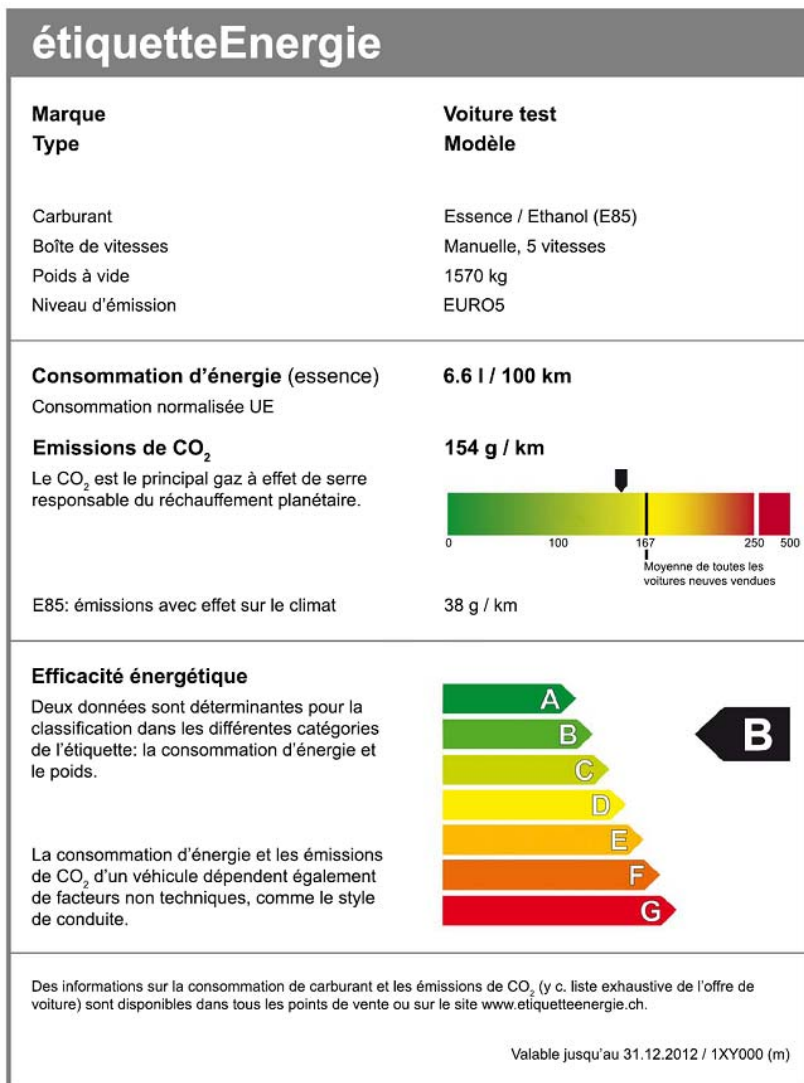 étiquetteEnergie
Marque Voiture test
Type Modèle
Carburant Essence / Ethanol (E85)
Boîte de vitesses Manuelle, 5 vitesses
Poids à vide 1570 kg
Niveau d'émission EURO5
Consommation d'énergie (essence) 6.6 l / 100 km
Consommation normalisée UE
Emissions de CO₂ 154 g / km
Le CO₂ est le principal gaz à effet de serre
responsable du réchauffement planétaire.
0 100 167 250 500
Moyenne de toutes les
voitures neuves vendues
E85: émissions avec effet sur le climat 38 g / km
Efficacité énergétique
Deux données sont déterminantes pour la
classification dans les différentes catégories
de l'étiquette: la consommation d'énergie et
le poids.
La consommation d'énergie et les émissions
de CO₂ d'un véhicule dépendent également
de facteurs non techniques, comme le style
de conduite.
A
B
C
D
E
F
G
B
Des informations sur la consommation de carburant et les émissions de CO₂ (y c. liste exhaustive de l'offre de
voiture) sont disponibles dans tous les points de vente ou sur le site www.etiquetteenergie.ch.
Valable jusqu'au 31.12.2012 / 1XY000 (m)